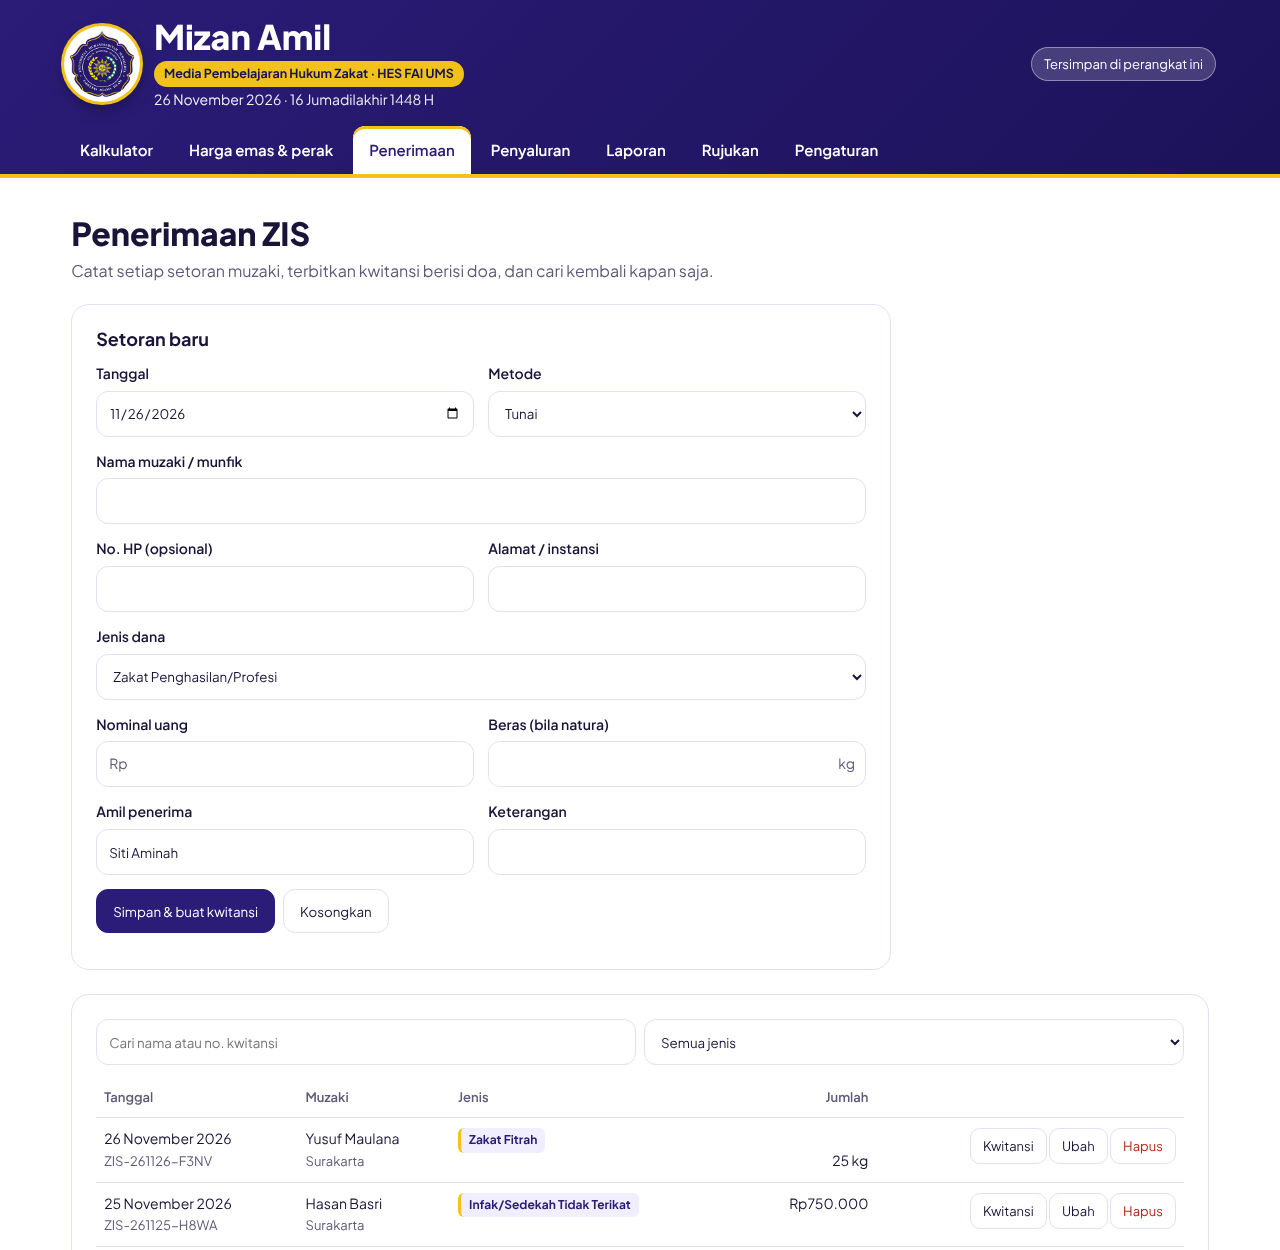 Mizan Amil
Media Pembelajaran Hukum Zakat · HES FAI UMS
26 November 2026 · 16 Jumadilakhir 1448 H
Tersimpan di perangkat ini
Kalkulator
Harga emas & perak
Penerimaan
Penyaluran
Laporan
Rujukan
Pengaturan
Penerimaan ZIS
Catat setiap setoran muzaki, terbitkan kwitansi berisi doa, dan cari kembali kapan saja.
Setoran baru
Tanggal
Metode
11/26/2026
Tunai
Nama muzaki / munfik
No. HP (opsional)
Alamat / instansi
Jenis dana
Zakat Penghasilan/Profesi
Nominal uang
Beras (bila natura)
Rp
kg
Amil penerima
Keterangan
Siti Aminah
Simpan & buat kwitansi
Kosongkan
Cari nama atau no. kwitansi
Semua jenis
Tanggal Muzaki Jenis Jumlah
26 November 2026 Yusuf Maulana Zakat Fitrah Kwitansi Ubah Hapus
ZIS-261126-F3NV Surakarta 25 kg
25 November 2026 Hasan Basri Infak/Sedekah Tidak Terikat Rp750.000 Kwitansi Ubah Hapus
ZIS-261125-H8WA Surakarta